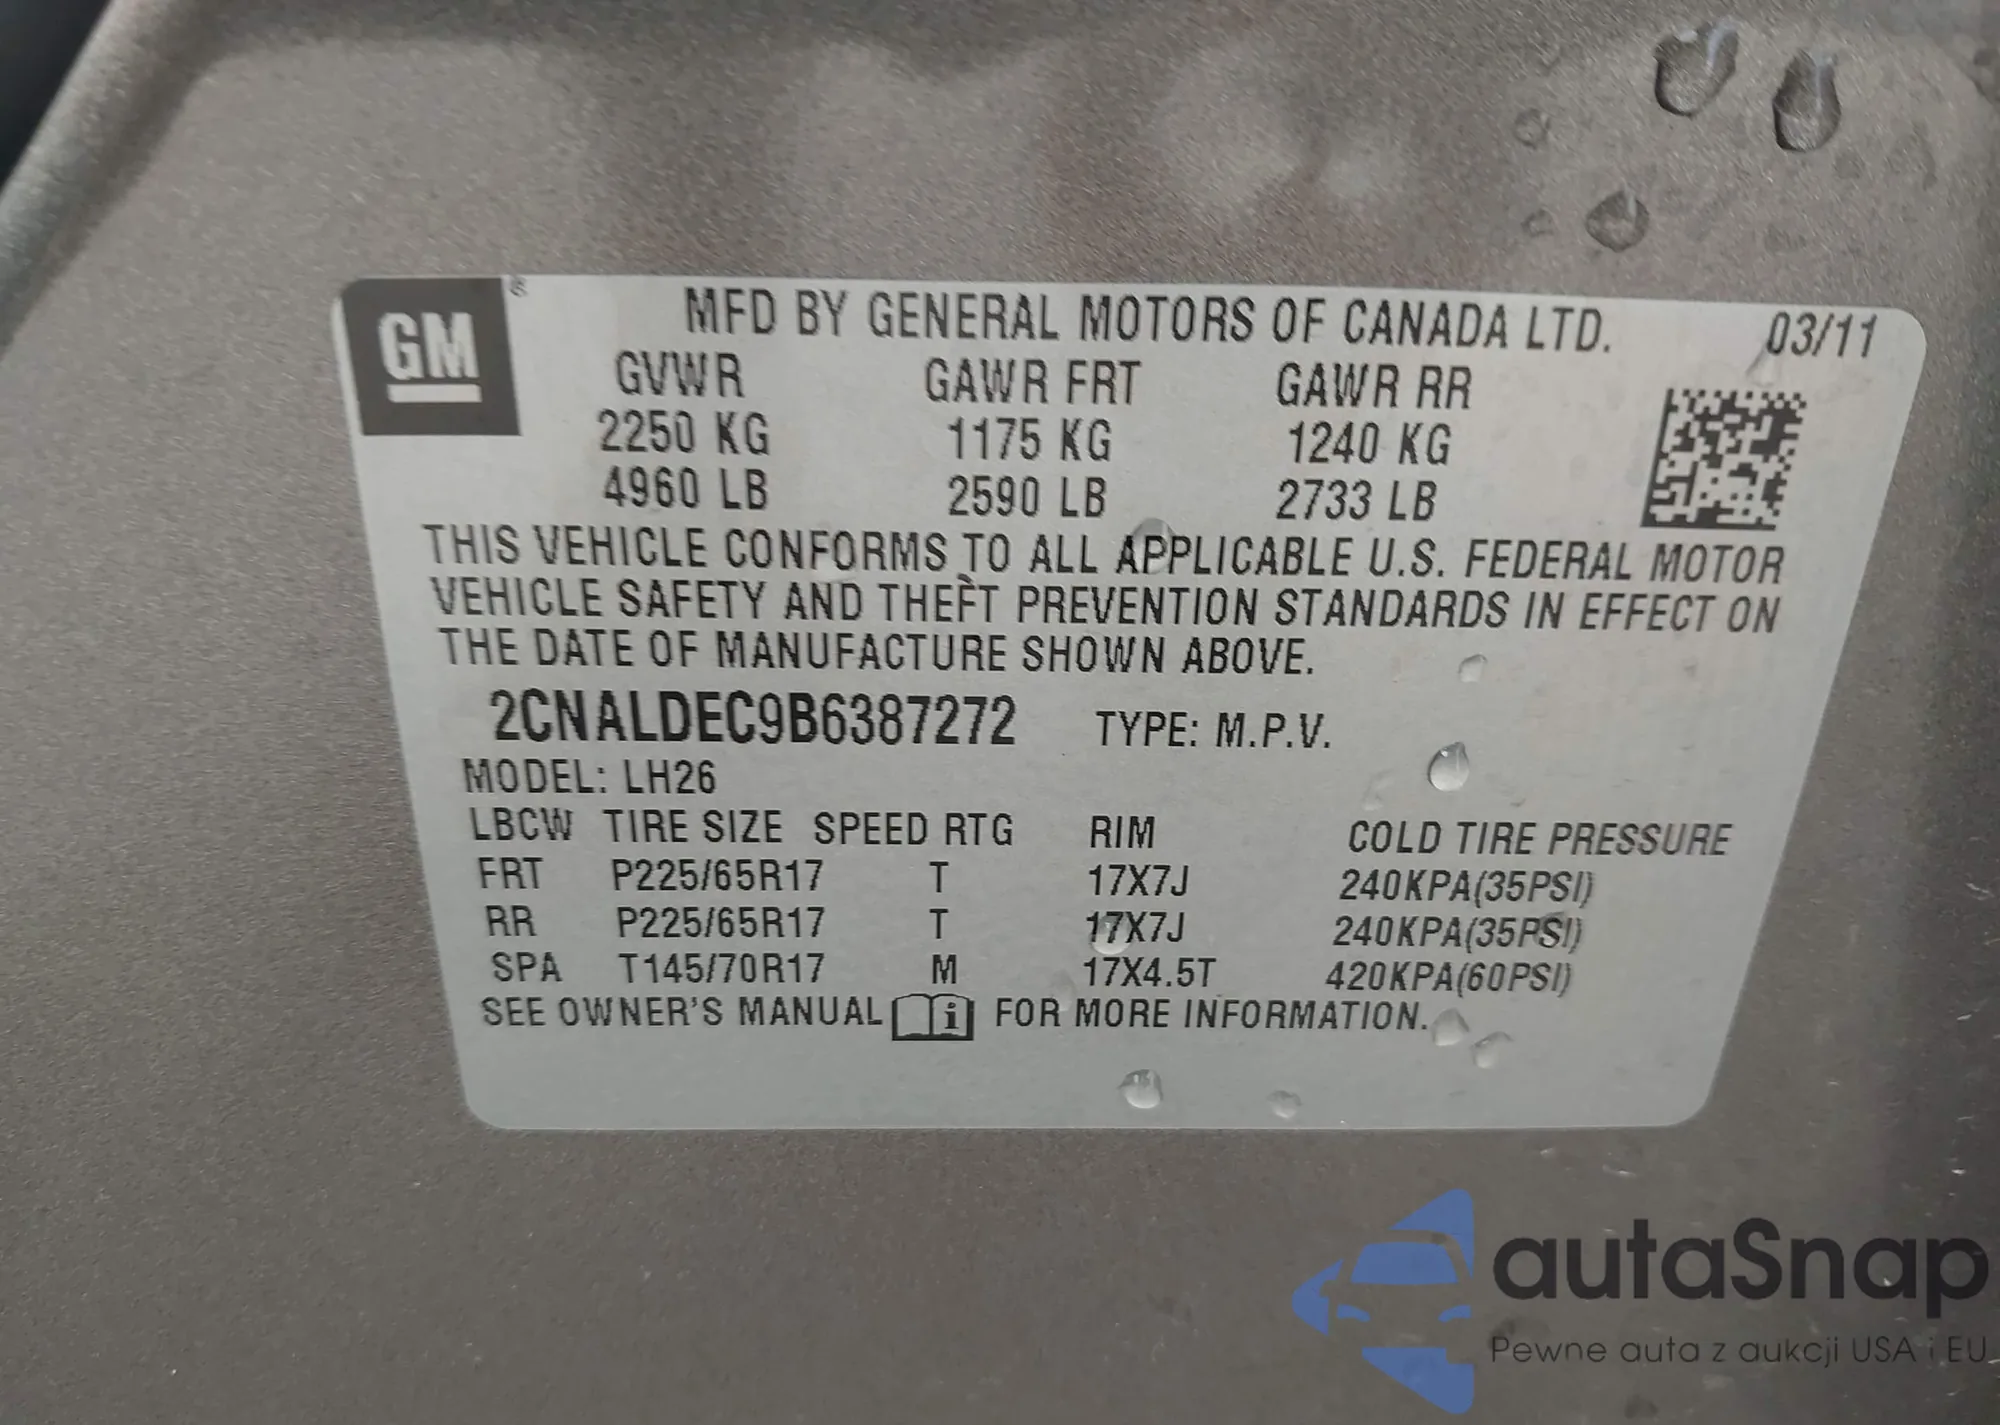 GM ®
MFD BY GENERAL MOTORS OF CANADA LTD. 03/11
GVWR GAWR FRT GAWR RR
2250 KG 1175 KG 1240 KG
4960 LB 2590 LB 2733 LB
THIS VEHICLE CONFORMS TO ALL APPLICABLE U.S. FEDERAL MOTOR
VEHICLE SAFETY AND THEFT PREVENTION STANDARDS IN EFFECT ON
THE DATE OF MANUFACTURE SHOWN ABOVE.
2CNALDEC9B6387272 TYPE: M.P.V.
MODEL: LH26
LBCW TIRE SIZE SPEED RTG RIM COLD TIRE PRESSURE
FRT P225/65R17 T 17X7J 240KPA(35PSI)
RR P225/65R17 T 17X7J 240KPA(35PSI)
SPA T145/70R17 M 17X4.5T 420KPA(60PSI)
SEE OWNER'S MANUAL i FOR MORE INFORMATION.
autaSnap
Pewne auta z aukcji USA i EU